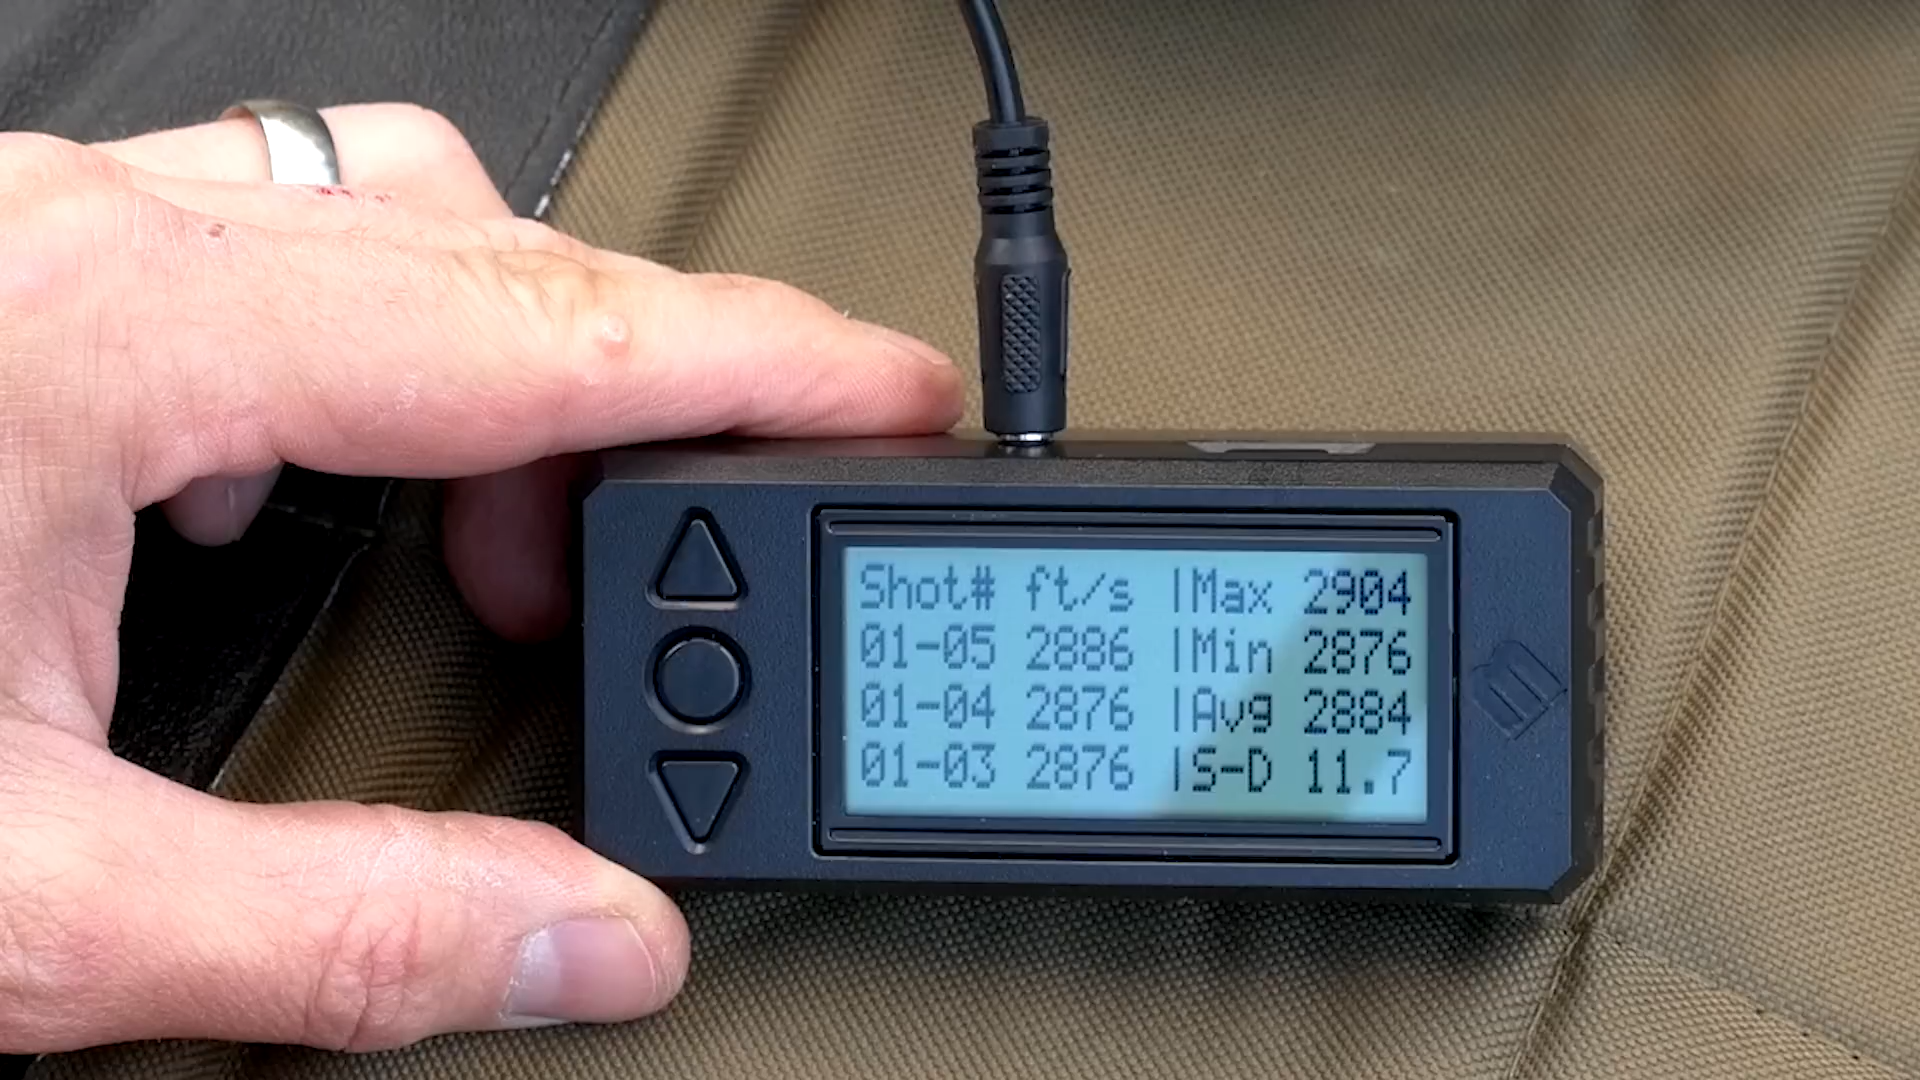 Shot# ft/s |Max 2904
01-05 2886 |Min 2876
01-04 2876 |Avg 2884
01-03 2876 |S-D 11.7